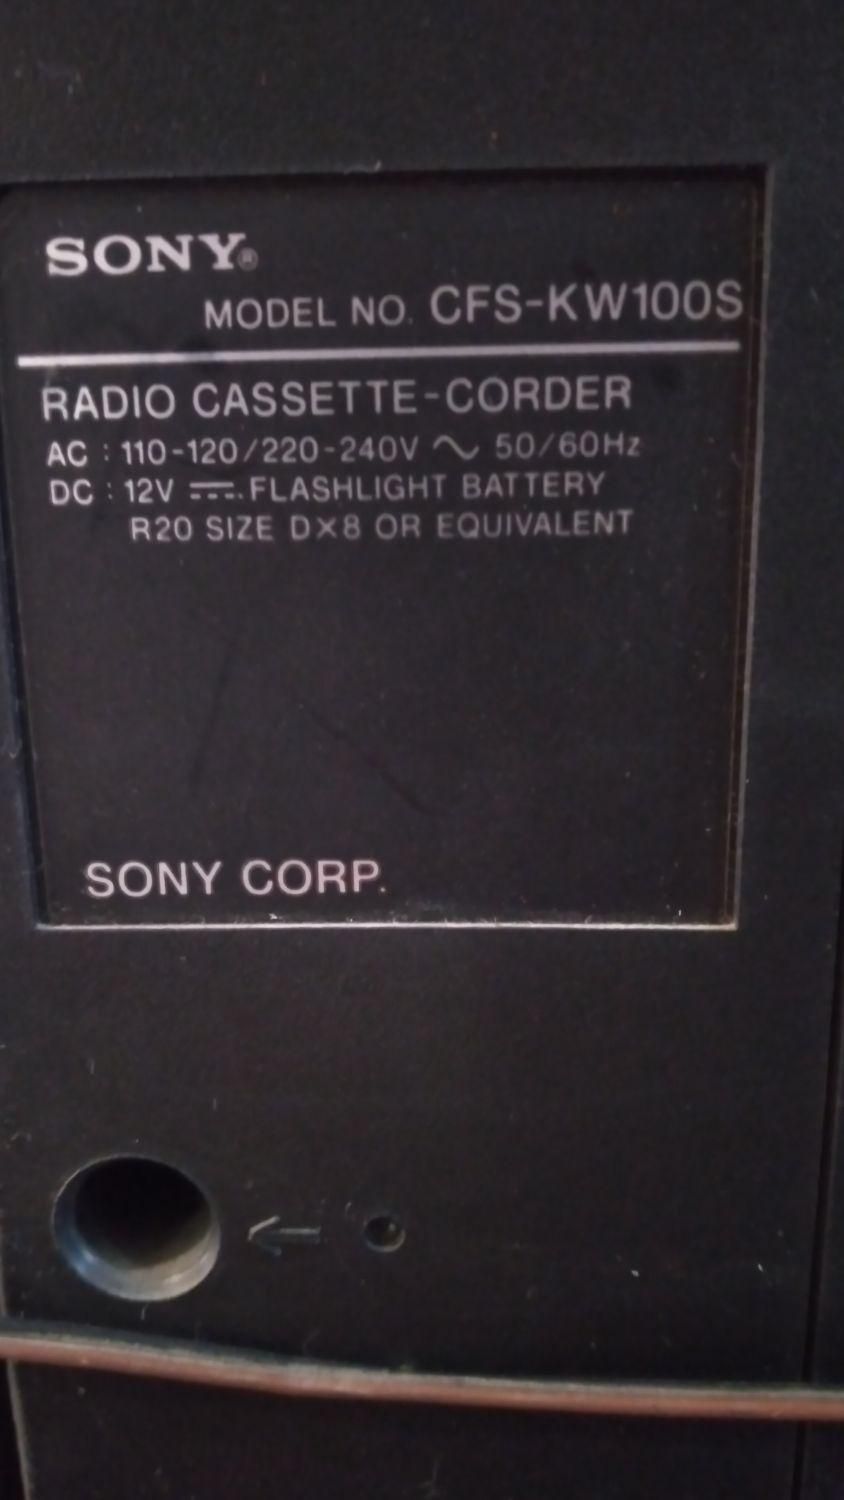 SONY®
MODEL NO. CFS-KW100S
RADIO CASSETTE-CORDER
AC : 110-120/220-240V ∿ 50/60Hz
DC : 12V ⎓ FLASHLIGHT BATTERY
R20 SIZE D×8 OR EQUIVALENT
SONY CORP.